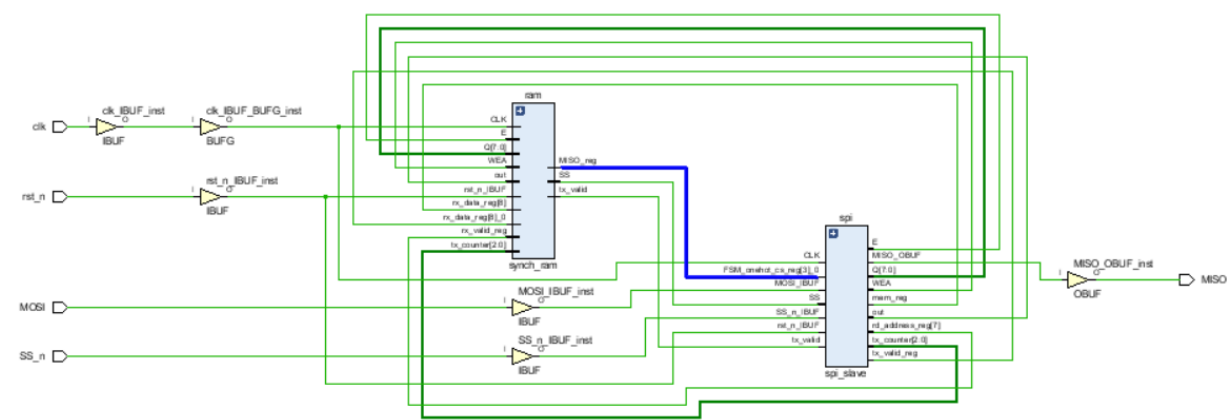 ram
clk_IBUF_inst
clk_IBUF_BUFG_inst
clk
I
O
I
O
IBUF
BUFG
CLK
E
Q[7:0]
WEA
out
rst_n_IBUF
rx_data_reg[8]
rx_data_reg[8]_0
rx_valid_reg
tx_counter[2:0]
MISO_reg
SS
tx_valid
synch_ram
rst_n_IBUF_inst
rst_n
I
O
IBUF
spi
CLK
FSM_onehot_cs_reg[3]_0
MOSI_IBUF
SS
SS_n_IBUF
rst_n_IBUF
tx_valid
E
MISO_OBUF
Q[7:0]
WEA
mem_reg
out
rd_address_reg[7]
tx_counter[2:0]
tx_valid_reg
spi_slave
MISO_OBUF_inst
I
O
MISO
OBUF
MOSI_IBUF_inst
MOSI
I
O
IBUF
SS_n_IBUF_inst
SS_n
I
O
IBUF